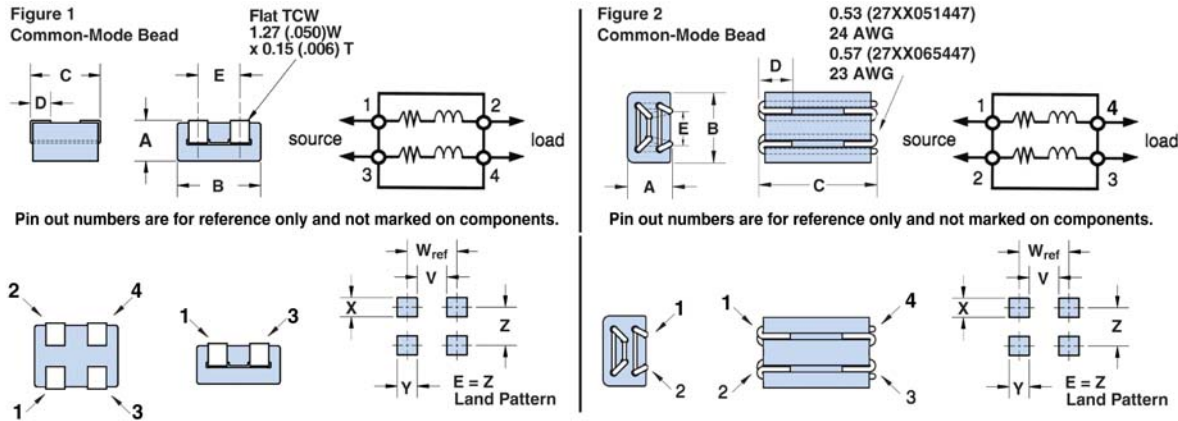 Figure 1
Common-Mode Bead
Flat TCW
1.27 (.050)W
x 0.15 (.006) T
C
D
A
E
B
1
2
source
load
3
4
Pin out numbers are for reference only and not marked on components.
2
4
1
3
1
3
Wref
V
X
Z
Y
E = Z
Land Pattern
Figure 2
Common-Mode Bead
0.53 (27XX051447)
24 AWG
0.57 (27XX065447)
23 AWG
D
E
B
A
C
1
4
source
load
2
3
Pin out numbers are for reference only and not marked on components.
1
2
1
4
2
3
Wref
V
X
Z
Y
E = Z
Land Pattern